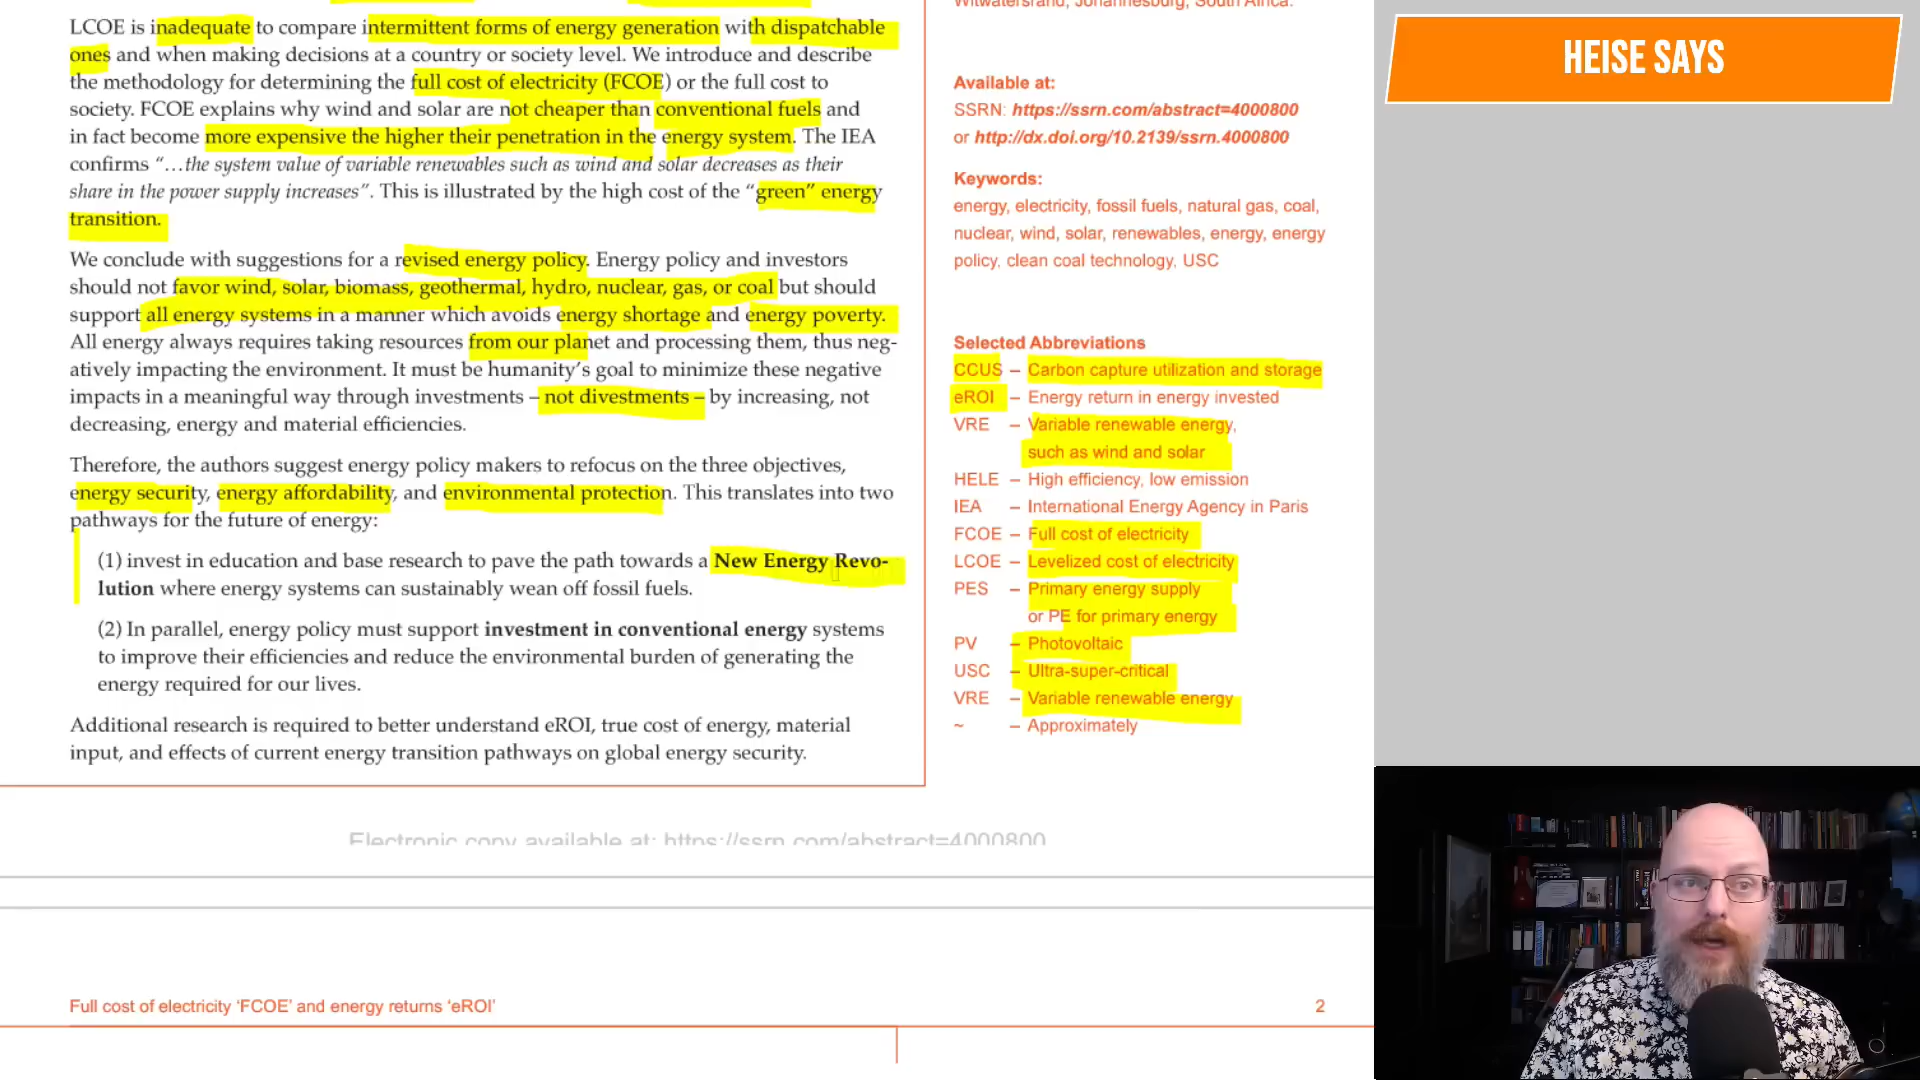 LCOE is inadequate to compare intermittent forms of energy generation with dispatchable
ones and when making decisions at a country or society level. We introduce and describe
the methodology for determining the full cost of electricity (FCOE) or the full cost to
society. FCOE explains why wind and solar are not cheaper than conventional fuels and
in fact become more expensive the higher their penetration in the energy system. The IEA
confirms “…the system value of variable renewables such as wind and solar decreases as their
share in the power supply increases”. This is illustrated by the high cost of the “green” energy
transition.
We conclude with suggestions for a revised energy policy. Energy policy and investors
should not favor wind, solar, biomass, geothermal, hydro, nuclear, gas, or coal but should
support all energy systems in a manner which avoids energy shortage and energy poverty.
All energy always requires taking resources from our planet and processing them, thus neg-
atively impacting the environment. It must be humanity’s goal to minimize these negative
impacts in a meaningful way through investments – not divestments – by increasing, not
decreasing, energy and material efficiencies.
Therefore, the authors suggest energy policy makers to refocus on the three objectives,
energy security, energy affordability, and environmental protection. This translates into two
pathways for the future of energy:
(1) invest in education and base research to pave the path towards a New Energy Revo-
lution where energy systems can sustainably wean off fossil fuels.
(2) In parallel, energy policy must support investment in conventional energy systems
to improve their efficiencies and reduce the environmental burden of generating the
energy required for our lives.
Additional research is required to better understand eROI, true cost of energy, material
input, and effects of current energy transition pathways on global energy security.
Witwatersrand, Johannesburg, South Africa.
Available at:
SSRN: https://ssrn.com/abstract=4000800
or http://dx.doi.org/10.2139/ssrn.4000800
Keywords:
energy, electricity, fossil fuels, natural gas, coal,
nuclear, wind, solar, renewables, energy, energy
policy, clean coal technology, USC
Selected Abbreviations
CCUS – Carbon capture utilization and storage
eROI – Energy return in energy invested
VRE – Variable renewable energy,
such as wind and solar
HELE – High efficiency, low emission
IEA – International Energy Agency in Paris
FCOE – Full cost of electricity
LCOE – Levelized cost of electricity
PES – Primary energy supply
or PE for primary energy
PV – Photovoltaic
USC – Ultra-super-critical
VRE – Variable renewable energy
~ – Approximately
Electronic copy available at: https://ssrn.com/abstract=4000800
Full cost of electricity ‘FCOE’ and energy returns ‘eROI’
2
HEISE SAYS